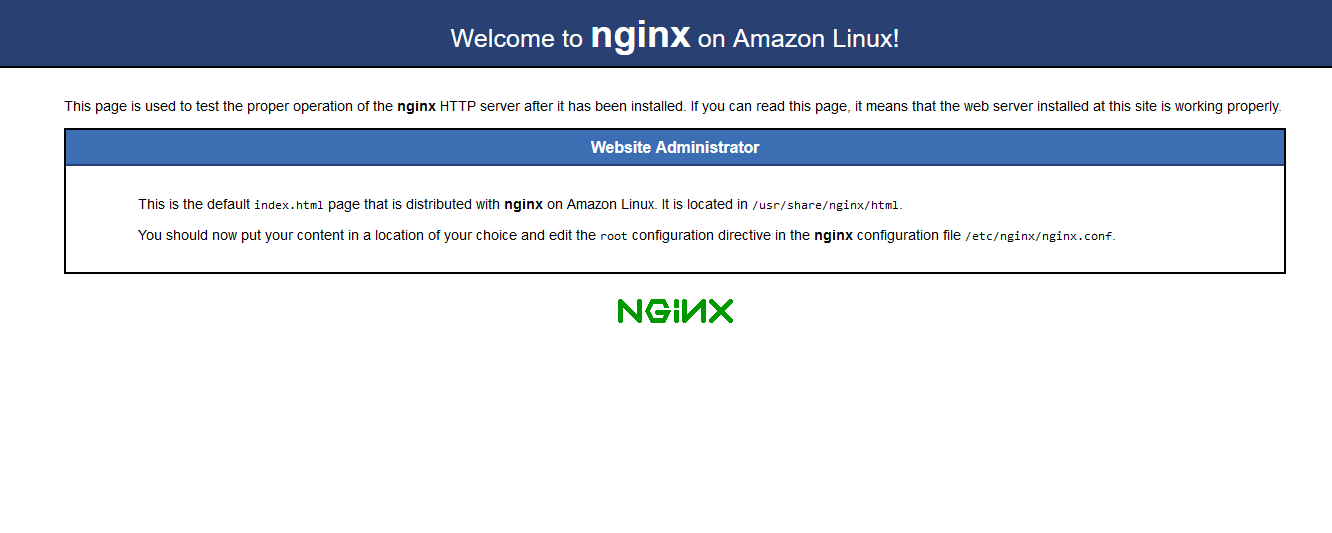 Welcome to nginx on Amazon Linux!
This page is used to test the proper operation of the nginx HTTP server after it has been installed. If you can read this page, it means that the web server installed at this site is working properly.
Website Administrator
This is the default index.html page that is distributed with nginx on Amazon Linux. It is located in /usr/share/nginx/html.
You should now put your content in a location of your choice and edit the root configuration directive in the nginx configuration file /etc/nginx/nginx.conf.
NGINX